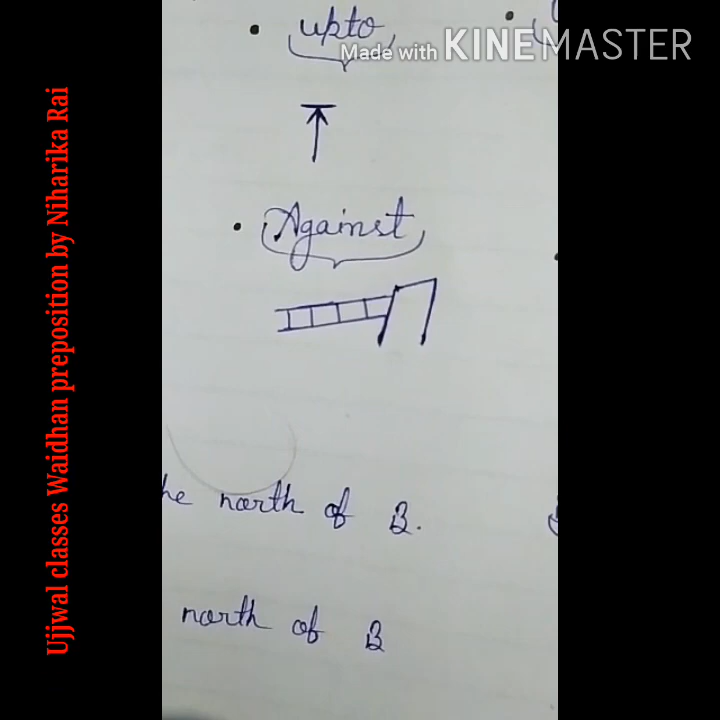 upto
Made with KINEMASTER
Against
he north of B.
north of B
Ujjwal classes Waidhan preposition by Niharika Rai